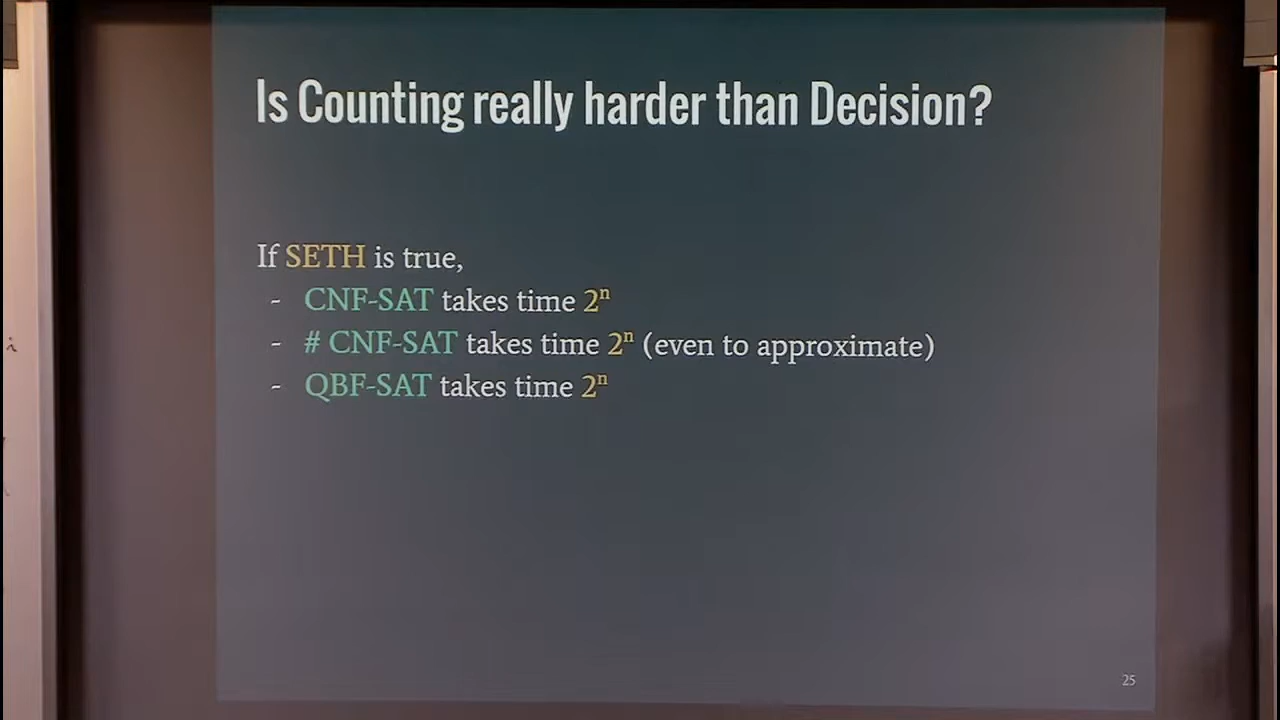 Is Counting really harder than Decision?
If SETH is true,
- CNF-SAT takes time 2ⁿ
- # CNF-SAT takes time 2ⁿ (even to approximate)
- QBF-SAT takes time 2ⁿ
25